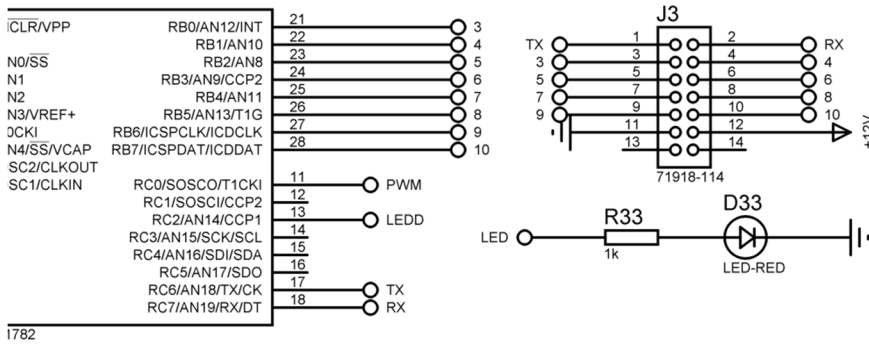 CLR/VPP
N0/SS
N1
N2
N3/VREF+
0CKI
N4/SS/VCAP
SC2/CLKOUT
SC1/CLKIN
RB0/AN12/INT 21 3
RB1/AN10 22 4
RB2/AN8 23 5
RB3/AN9/CCP2 24 6
RB4/AN11 25 7
RB5/AN13/T1G 26 8
RB6/ICSPCLK/ICDCLK 27 9
RB7/ICSPDAT/ICDDAT 28 10
RC0/SOSCO/T1CKI 11 PWM
RC1/SOSCI/CCP2 12
RC2/AN14/CCP1 13 LEDD
RC3/AN15/SCK/SCL 14
RC4/AN16/SDI/SDA 15
RC5/AN17/SDO 16
RC6/AN18/TX/CK 17 TX
RC7/AN19/RX/DT 18 RX
1782
J3
TX 1 2 RX
3 3 4 4
5 5 6 6
7 7 8 8
9 9 10 10
11 12 +12V
13 14
71918-114
LED R33 D33
1k LED-RED